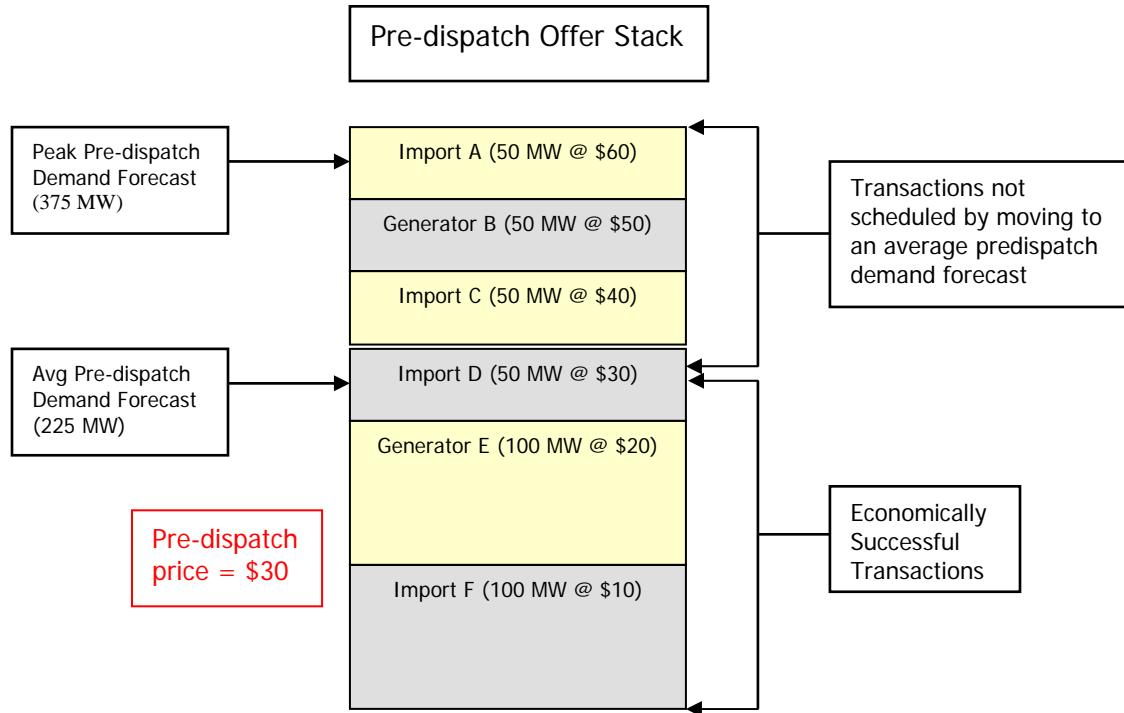 Pre-dispatch Offer Stack
Peak Pre-dispatch
Demand Forecast
(375 MW)
Import A (50 MW @ $60)
Generator B (50 MW @ $50)
Import C (50 MW @ $40)
Transactions not
scheduled by moving to
an average predispatch
demand forecast
Avg Pre-dispatch
Demand Forecast
(225 MW)
Import D (50 MW @ $30)
Generator E (100 MW @ $20)
Pre-dispatch
price = $30
Import F (100 MW @ $10)
Economically
Successful
Transactions